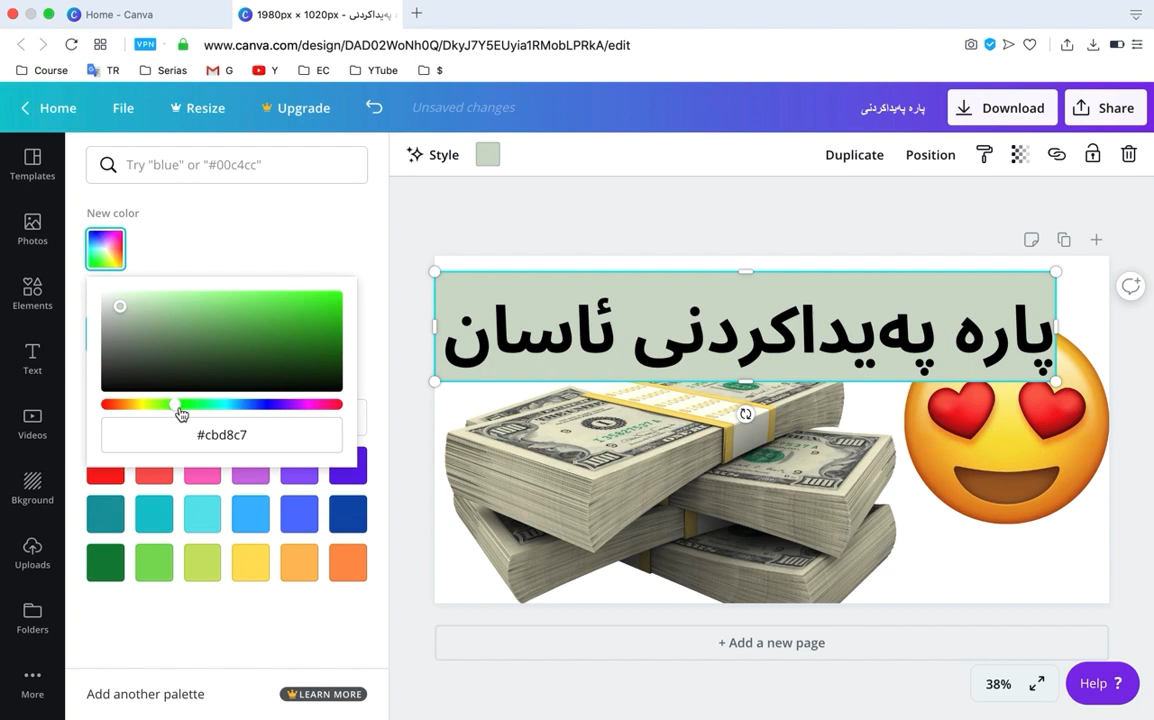 Home - Canva
1980px × 1020px - پەیداکردنی
VPN
www.canva.com/design/DAD02WoNh0Q/DkyJ7Y5EUyia1RMobLPRkA/edit
Course TR Serias G Y EC YTube $
Home File Resize Upgrade Unsaved changes پارە پەیداکردنی Download Share
Templates
Photos
Elements
Text
Videos
Bkground
Uploads
Folders
More
Try "blue" or "#00c4cc"
New color
#cbd8c7
Add another palette LEARN MORE
Style Duplicate Position
پارە پەیداکردنی ئاسان
100
+ Add a new page
38%
Help ?